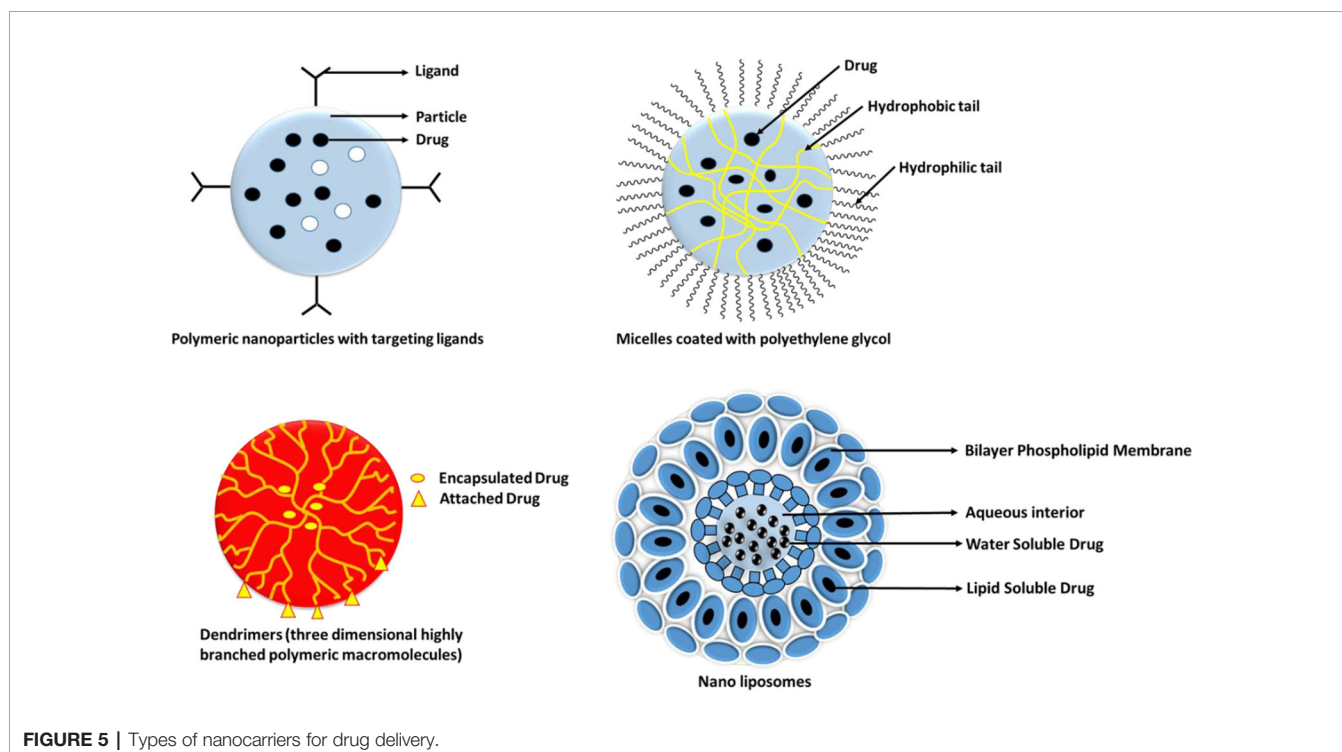 Ligand
Particle
Drug
Polymeric nanoparticles with targeting ligands
Drug
Hydrophobic tail
Hydrophilic tail
Micelles coated with polyethylene glycol
Encapsulated Drug
Attached Drug
Dendrimers (three dimensional highly
branched polymeric macromolecules)
Bilayer Phospholipid Membrane
Aqueous interior
Water Soluble Drug
Lipid Soluble Drug
Nano liposomes
FIGURE 5 | Types of nanocarriers for drug delivery.